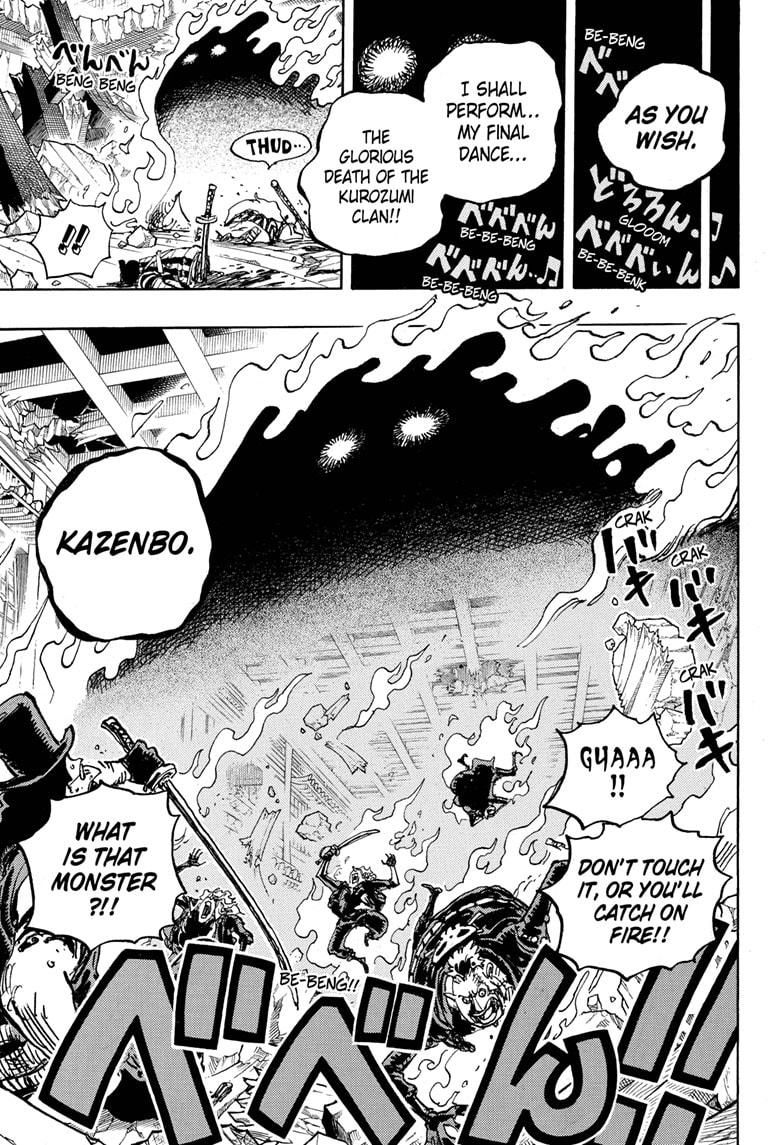 BE-BENG
べべ
AS YOU
WISH.
どろろん♪
GLOOOM
べべべぃん♪
BE-BE-BENK
I SHALL
PERFORM...
MY FINAL
DANCE...
THE
GLORIOUS
DEATH OF THE
KUROZUMI
CLAN!!
べべべん
BE-BE-BENG
べべべん‥♫
BE-BE-BENG
べんべん
BENG BENG
THUD...
!!
KAZENBO.
CRAK
バキ
CRAK
バキ
CRAK
バキ
GYAAA
!!
DON'T TOUCH
IT, OR YOU'LL
CATCH ON
FIRE!!
WHAT
IS THAT
MONSTER
?!!
BE-BENG!!
べべん!!